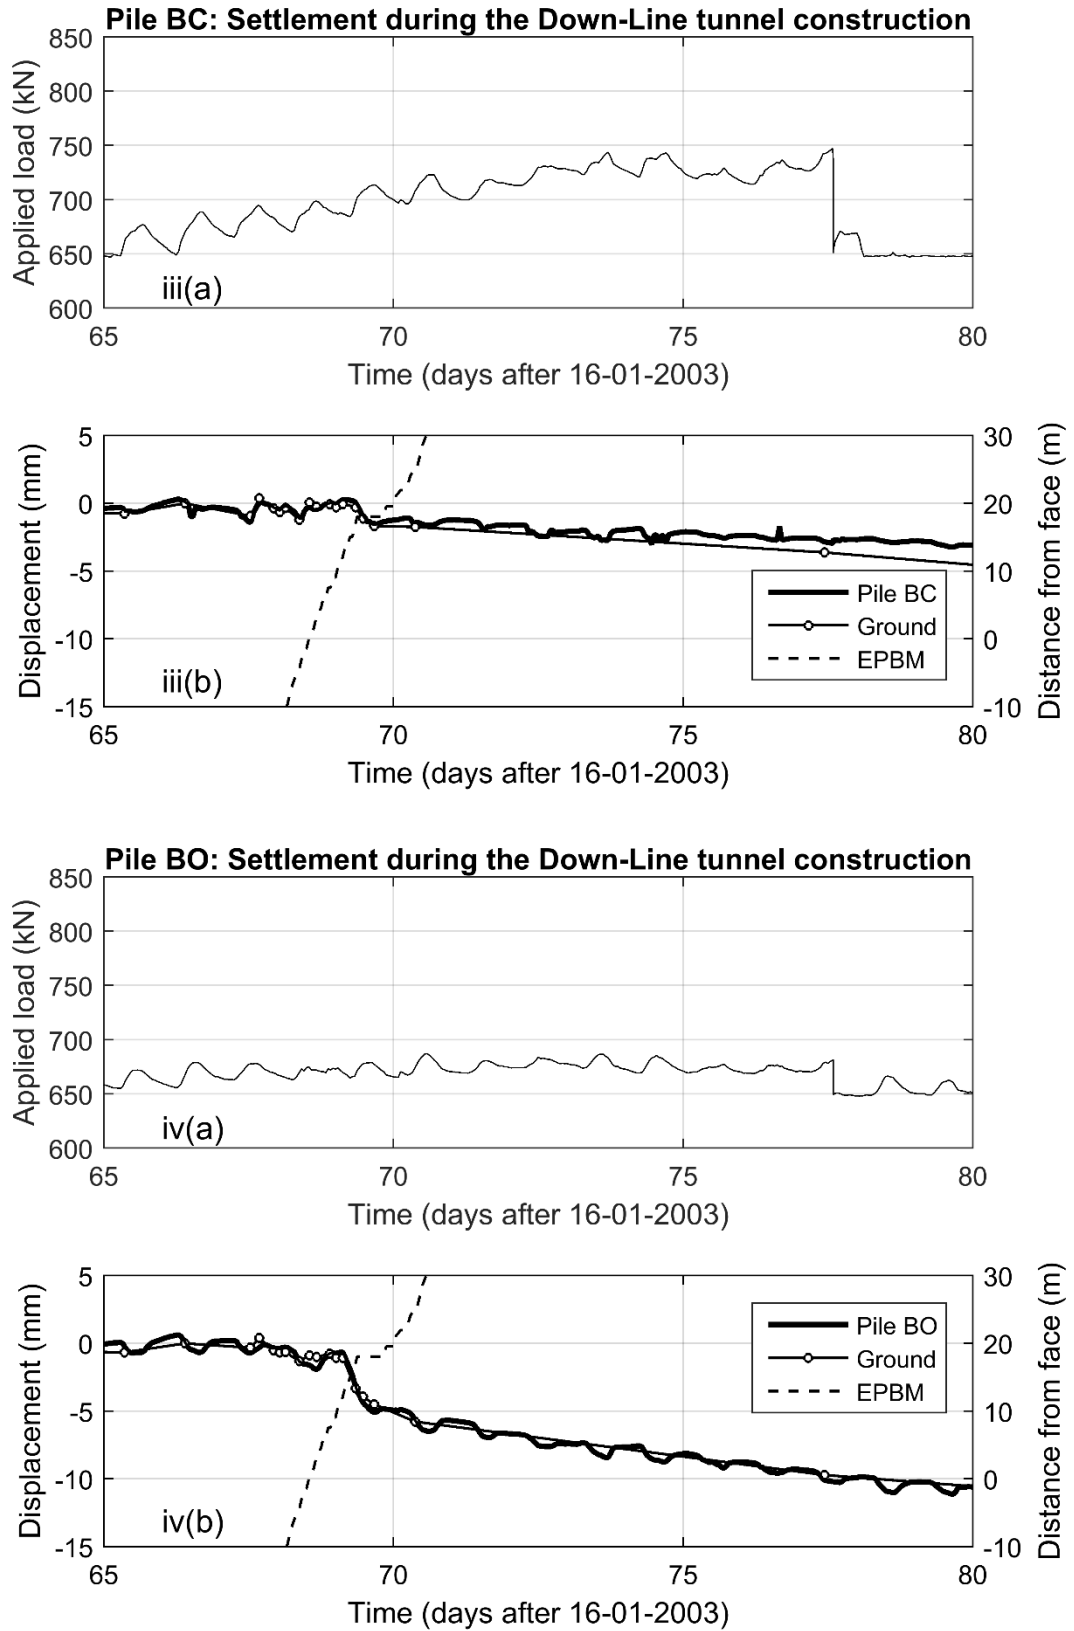 Pile BC: Settlement during the Down-Line tunnel construction
850
800
750
700
650
600
Applied load (kN)
iii(a)
65 70 75 80
Time (days after 16-01-2003)
5
0
-5
-10
-15
Displacement (mm)
30
20
10
0
-10
Distance from face (m)
Pile BC
Ground
EPBM
iii(b)
65 70 75 80
Time (days after 16-01-2003)
Pile BO: Settlement during the Down-Line tunnel construction
850
800
750
700
650
600
Applied load (kN)
iv(a)
65 70 75 80
Time (days after 16-01-2003)
5
0
-5
-10
-15
Displacement (mm)
30
20
10
0
-10
Distance from face (m)
Pile BO
Ground
EPBM
iv(b)
65 70 75 80
Time (days after 16-01-2003)